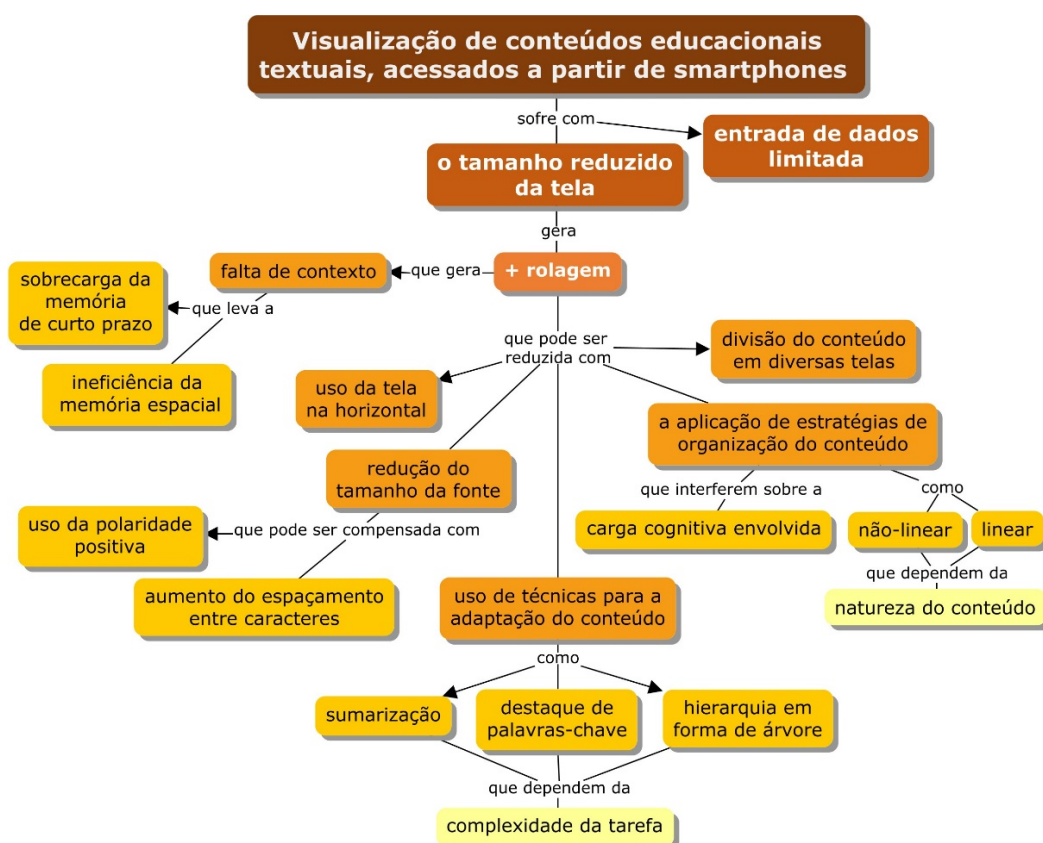 Visualização de conteúdos educacionais
textuais, acessados a partir de smartphones
sofre com
entrada de dados
limitada
o tamanho reduzido
da tela
gera
+ rolagem
que gera
falta de contexto
que leva a
sobrecarga da
memória
de curto prazo
ineficiência da
memória espacial
que pode ser
reduzida com
divisão do conteúdo
em diversas telas
uso da tela
na horizontal
a aplicação de estratégias de
organização do conteúdo
redução do
tamanho da fonte
que interferem sobre a
como
carga cognitiva envolvida
não-linear
linear
que dependem da
natureza do conteúdo
que pode ser compensada com
uso da polaridade
positiva
aumento do espaçamento
entre caracteres
uso de técnicas para a
adaptação do conteúdo
como
sumarização
destaque de
palavras-chave
hierarquia em
forma de árvore
que dependem da
complexidade da tarefa